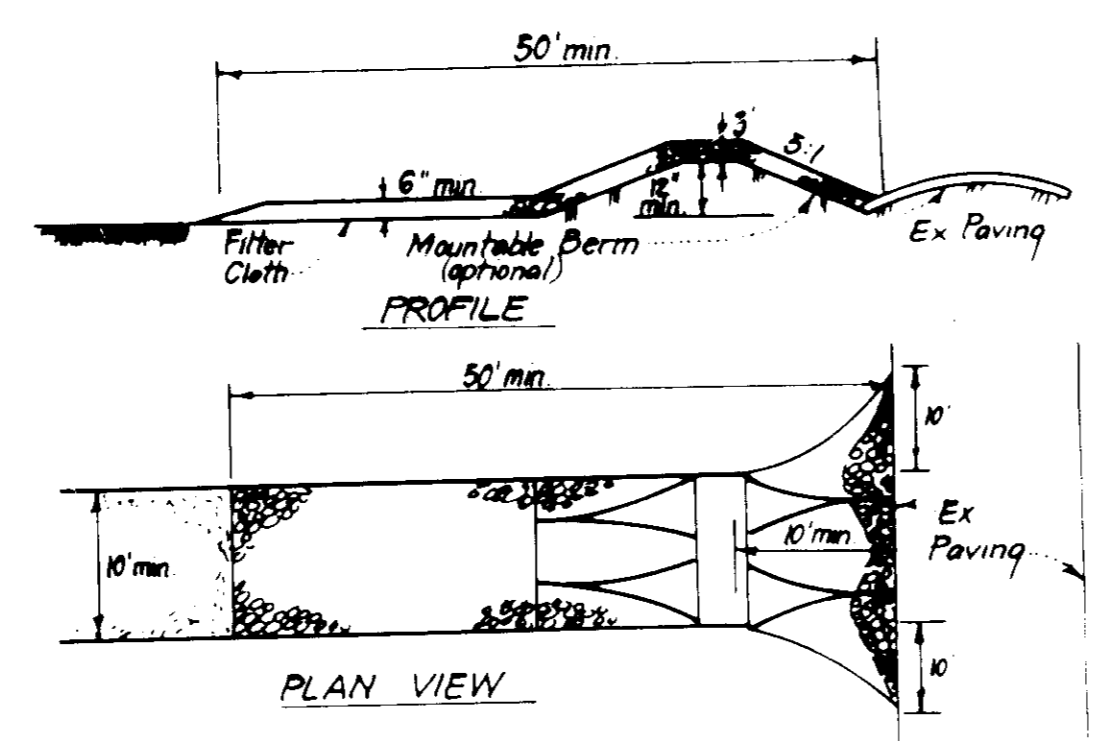 50' min.
3'
5:1
6" min
12"
min.
Filter
Cloth
Mountable Berm
(optional)
Ex Paving
PROFILE
50' min.
10'
10' min
10' min
Ex
Paving
10'
PLAN VIEW